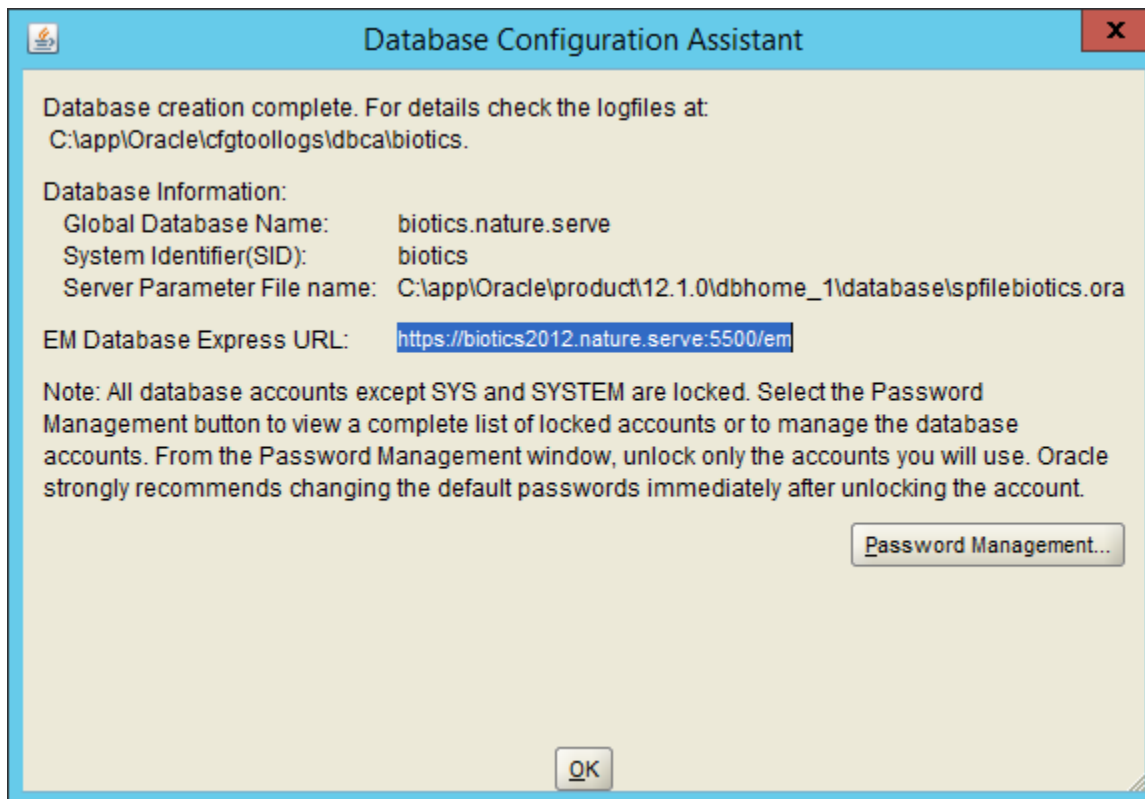 Database Configuration Assistant
x
Database creation complete. For details check the logfiles at:
C:\app\Oracle\cfgtoollogs\dbca\biotics.
Database Information:
Global Database Name: biotics.nature.serve
System Identifier(SID): biotics
Server Parameter File name: C:\app\Oracle\product\12.1.0\dbhome_1\database\spfilebiotics.ora
EM Database Express URL: https://biotics2012.nature.serve:5500/em
Note: All database accounts except SYS and SYSTEM are locked. Select the Password
Management button to view a complete list of locked accounts or to manage the database
accounts. From the Password Management window, unlock only the accounts you will use. Oracle
strongly recommends changing the default passwords immediately after unlocking the account.
Password Management...
OK